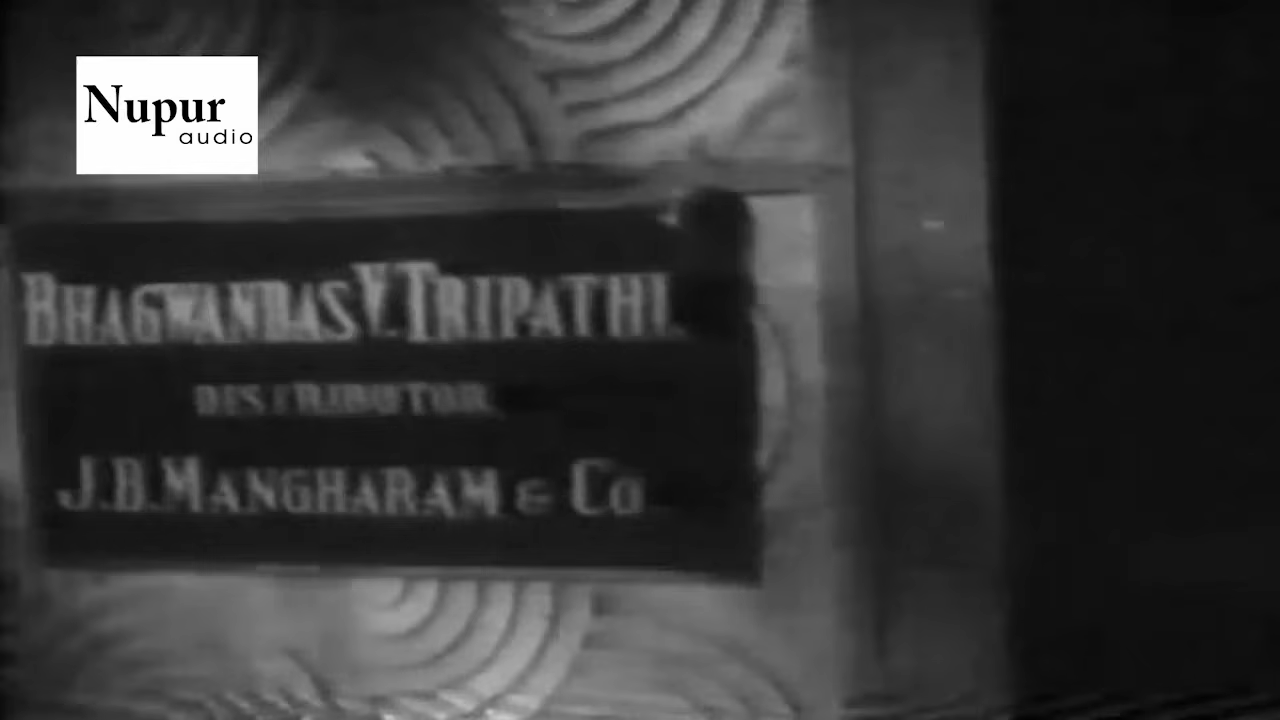 Nupur
audio
BHAGWANDAS V. TRIPATHI.
DISTRIBUTOR
J.B. MANGHARAM & CO